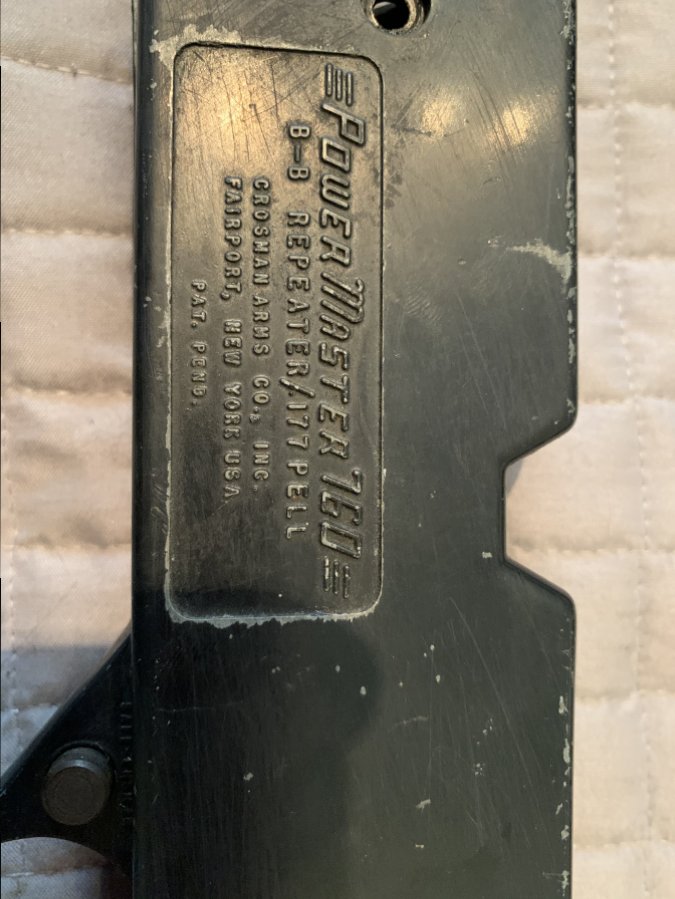 POWER MASTER 760
B-B REPEATER/.177 PELL
CROSMAN ARMS CO., INC.
FAIRPORT, NEW YORK USA
PAT. PEND.